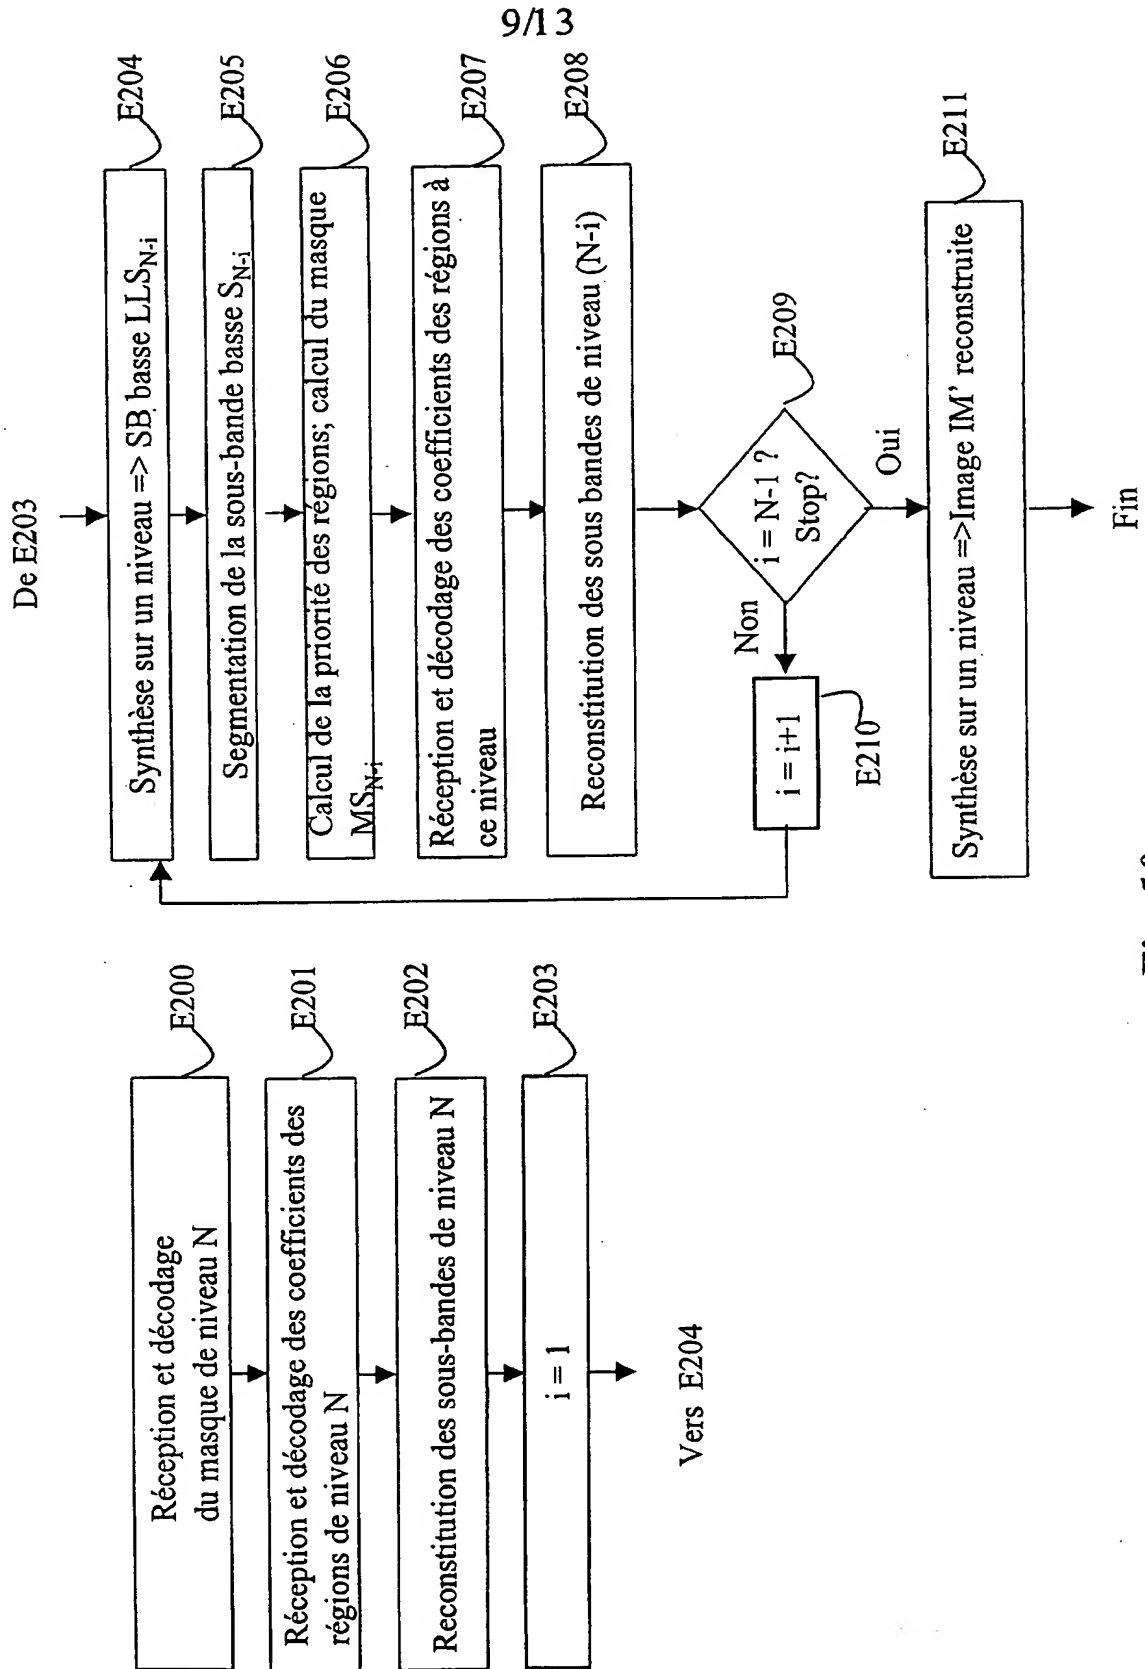 9/13
Réception et décodage
du masque de niveau N
E200
Réception et décodage des coefficients des
régions de niveau N
E201
Reconstitution des sous-bandes de niveau N
E202
i = 1
E203
Vers E204
De E203
Synthèse sur un niveau => SB basse LLS_{N-i}
E204
Segmentation de la sous-bande basse S_{N-i}
E205
Calcul de la priorité des régions; calcul du masque
MS_{N-i}
E206
Réception et décodage des coefficients des régions à
ce niveau
E207
Reconstitution des sous bandes de niveau (N-i)
E208
i = N-1 ?
Stop?
E209
Non
i = i+1
E210
Oui
Synthèse sur un niveau =>Image IM' reconstruite
E211
Fin